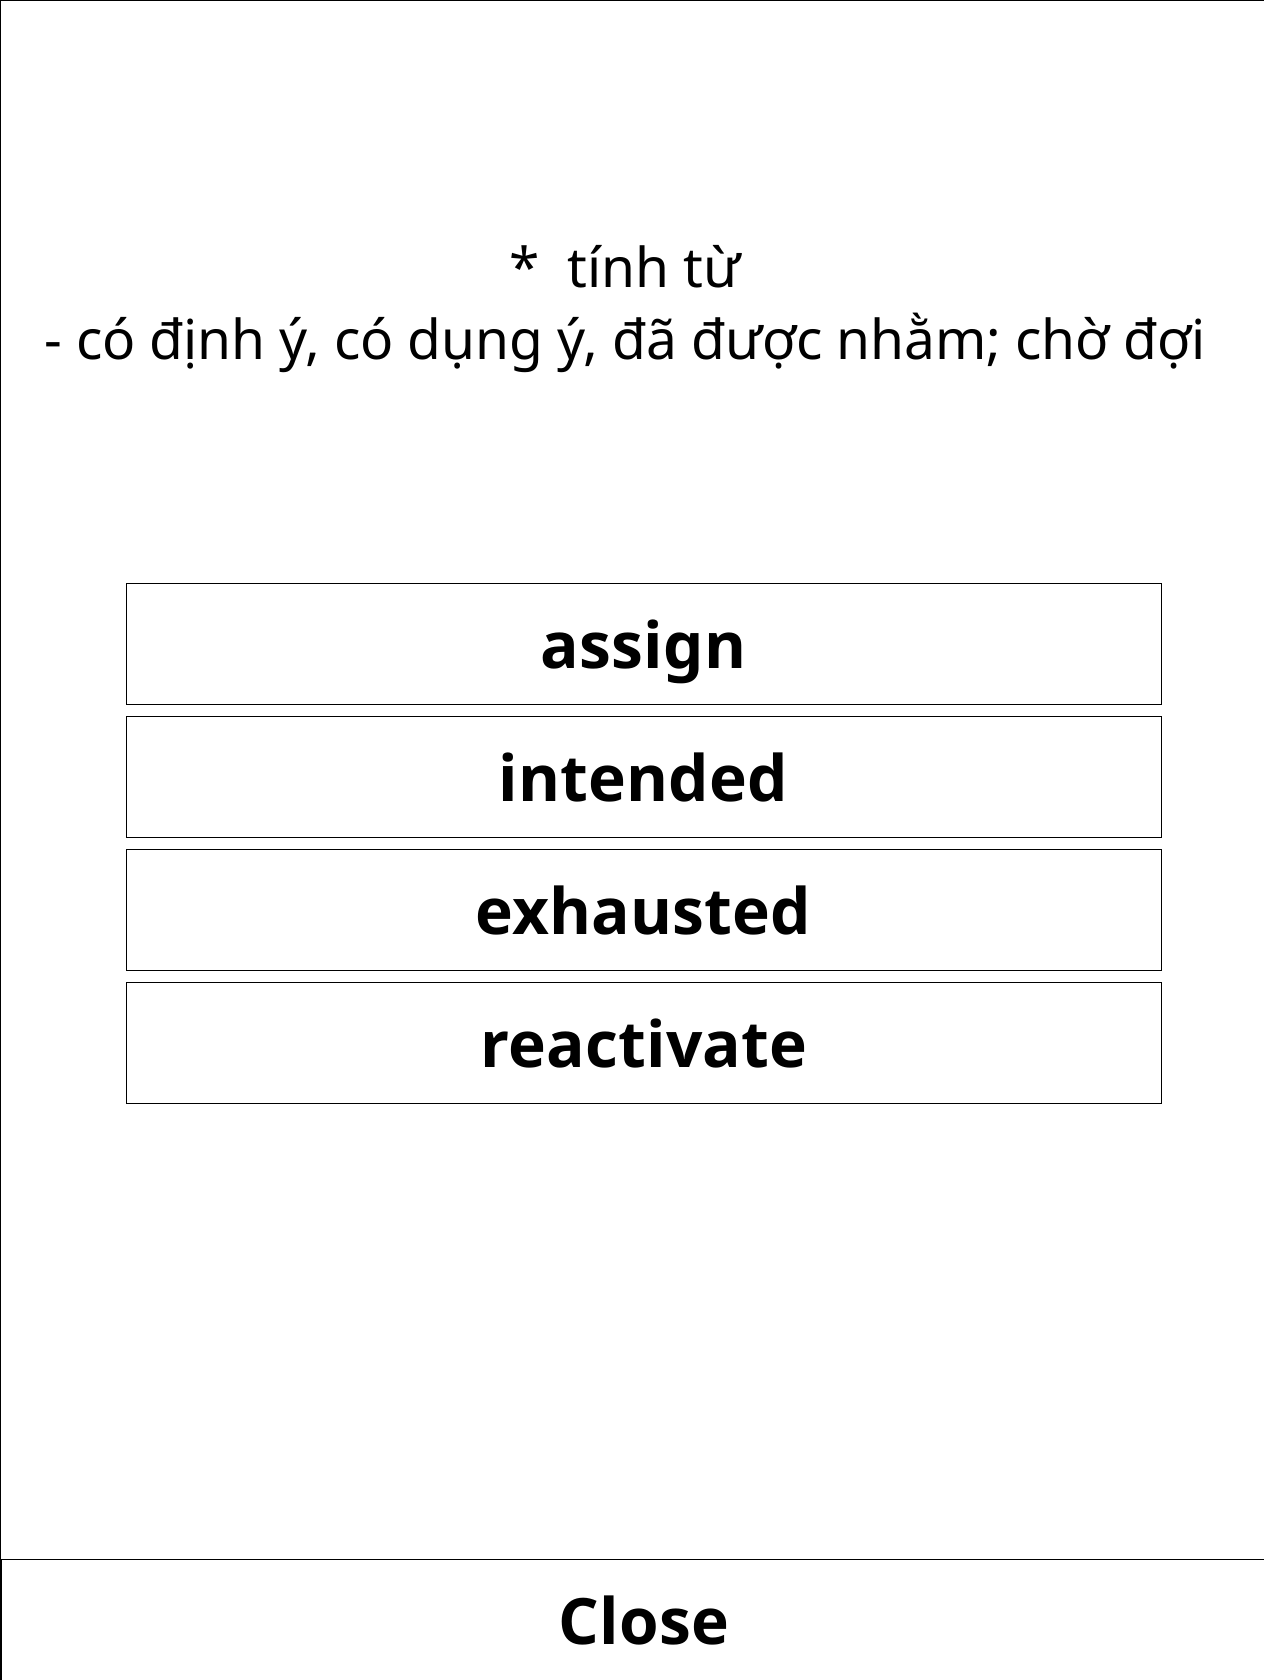 * tính từ
- có định ý, có dụng ý, đã được nhằm; chờ đợi
assign
intended
exhausted
reactivate
Close